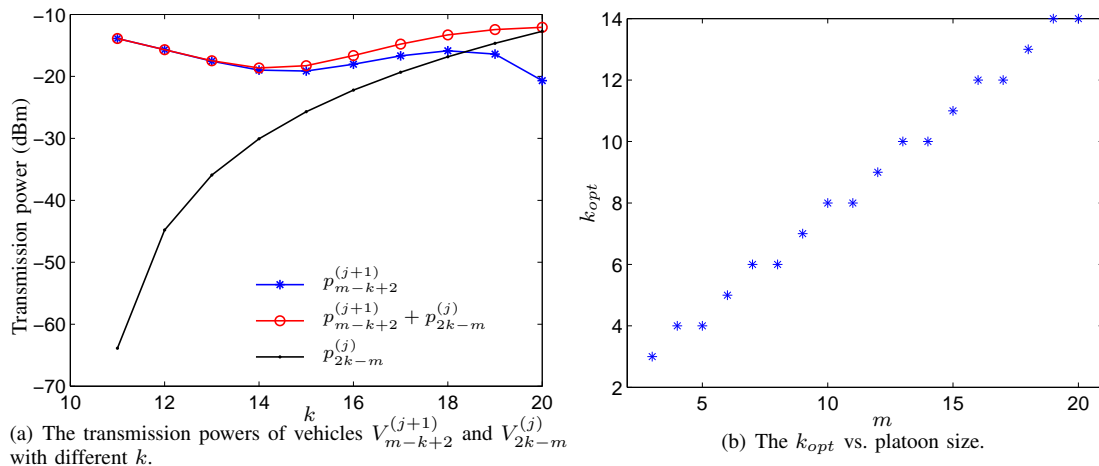 Transmission power (dBm)
−10
−20
−30
−40
−50
−60
−70
10 12 14 16 18 20
k
p_{m−k+2}^{(j+1)}
p_{m−k+2}^{(j+1)} + p_{2k−m}^{(j)}
p_{2k−m}^{(j)}
(a) The transmission powers of vehicles V_{m−k+2}^{(j+1)} and V_{2k−m}^{(j)}
with different k.
k_{opt}
14
12
10
8
6
4
2
5 10 15 20
m
(b) The k_{opt} vs. platoon size.